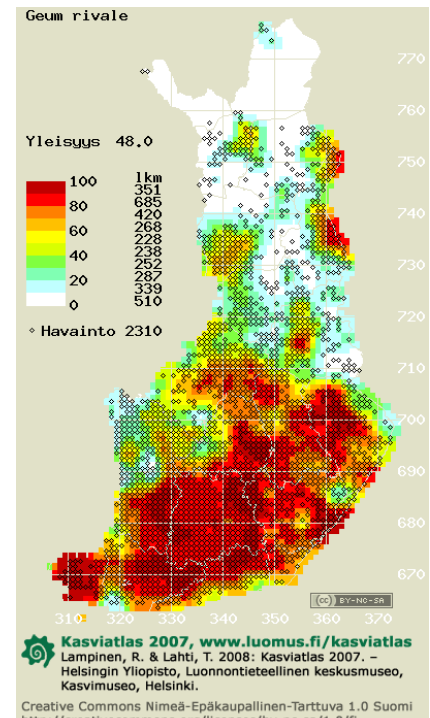 Geum rivale
770
760
Yleisyys 48.0
750
100 lkm
351
80 685
420
740
60 268
228
40 238
252
730
20 287
339
0 510
720
Havainto 2310
710
700
690
680
670
(cc) BY-NC-SA
310 320 330 340 350 360 370
Kasviatlas 2007, www.luomus.fi/kasviatlas
Lampinen, R. & Lahti, T. 2008: Kasviatlas 2007. –
Helsingin Yliopisto, Luonnontieteellinen keskusmuseo,
Kasvimuseo, Helsinki.
Creative Commons Nimeä-Epäkaupallinen-Tarttuva 1.0 Suomi